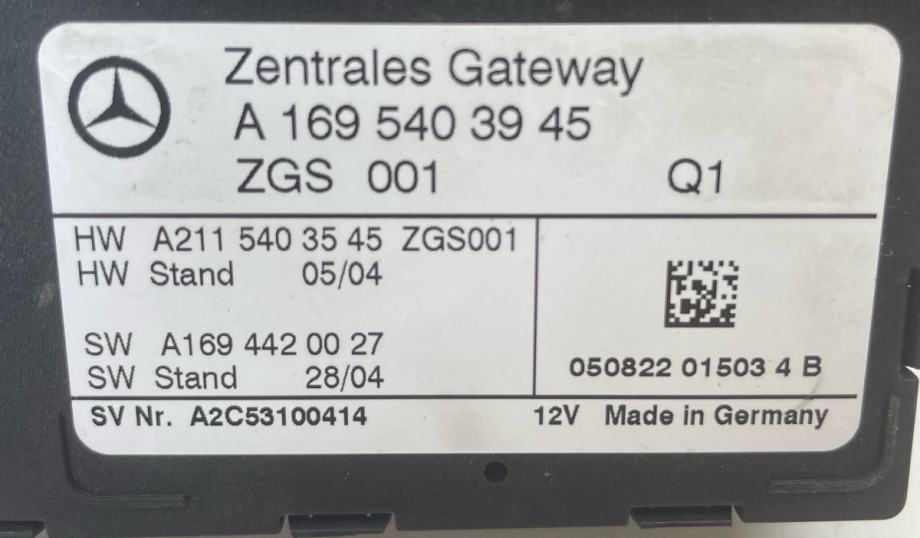 Zentrales Gateway
A 169 540 39 45
ZGS 001 Q1
HW A211 540 35 45 ZGS001
HW Stand 05/04
SW A169 442 00 27
SW Stand 28/04
050822 01503 4 B
SV Nr. A2C53100414 12V Made in Germany